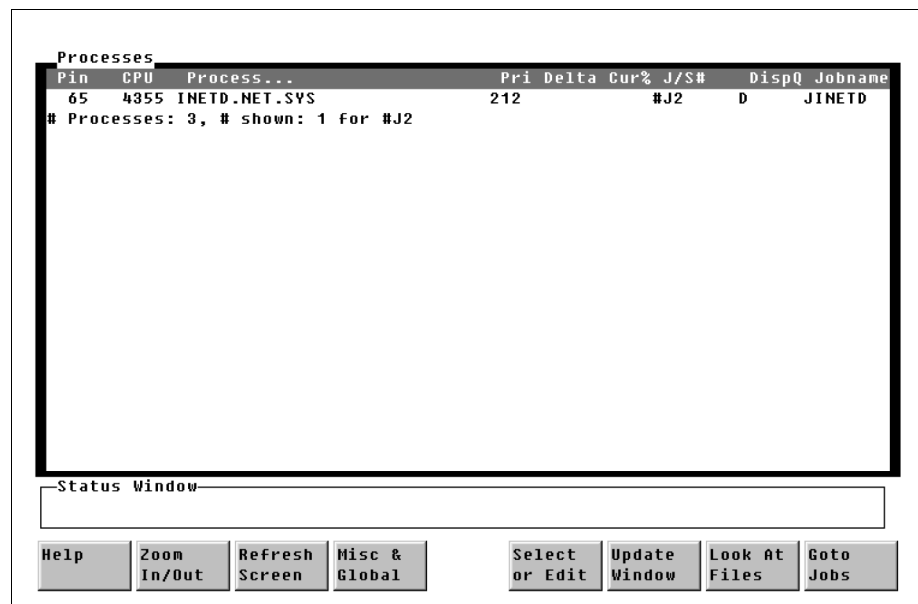 Processes
Pin CPU Process... Pri Delta Cur% J/S# DispQ Jobname
65 4355 INETD.NET.SYS 212 #J2 D JINETD
# Processes: 3, # shown: 1 for #J2
Status Window
Help
Zoom In/Out
Refresh Screen
Misc & Global
Select or Edit
Update Window
Look At Files
Goto Jobs